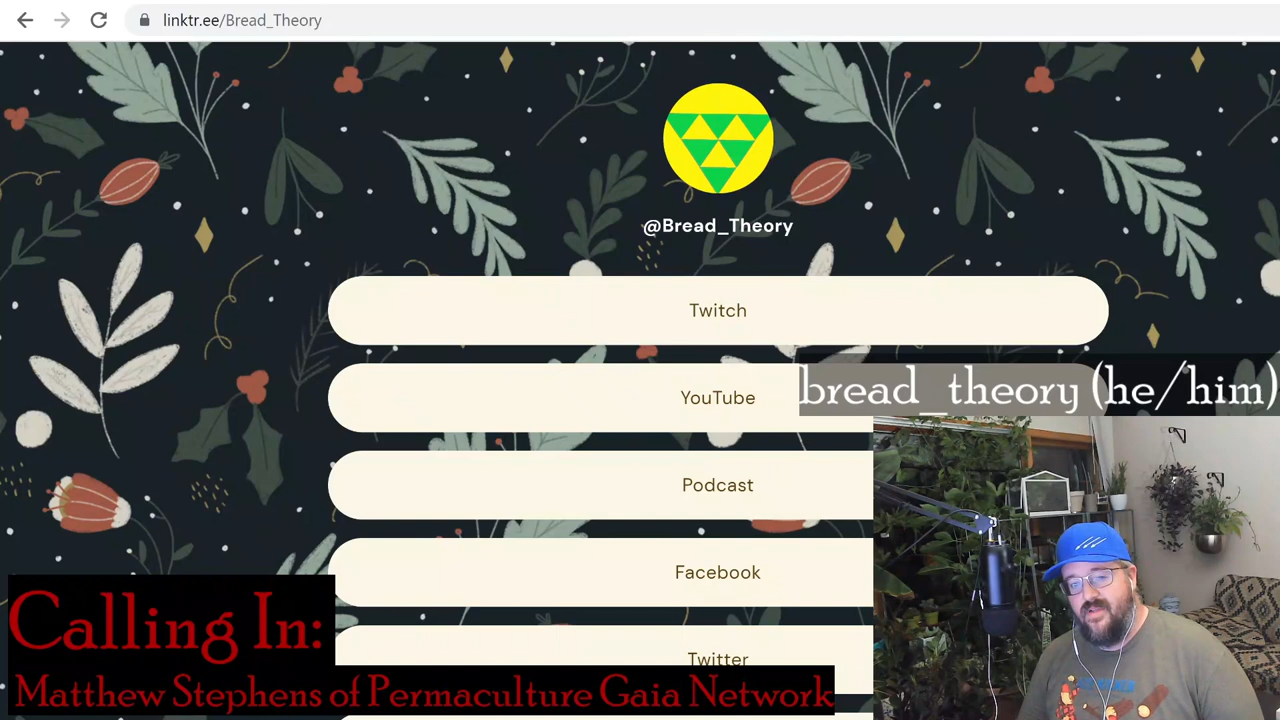 linktr.ee/Bread_Theory
@Bread_Theory
Twitch
YouTube
bread_theory (he/him)
Podcast
Facebook
Twitter
Calling In:
Matthew Stephens of Permaculture Gaia Network